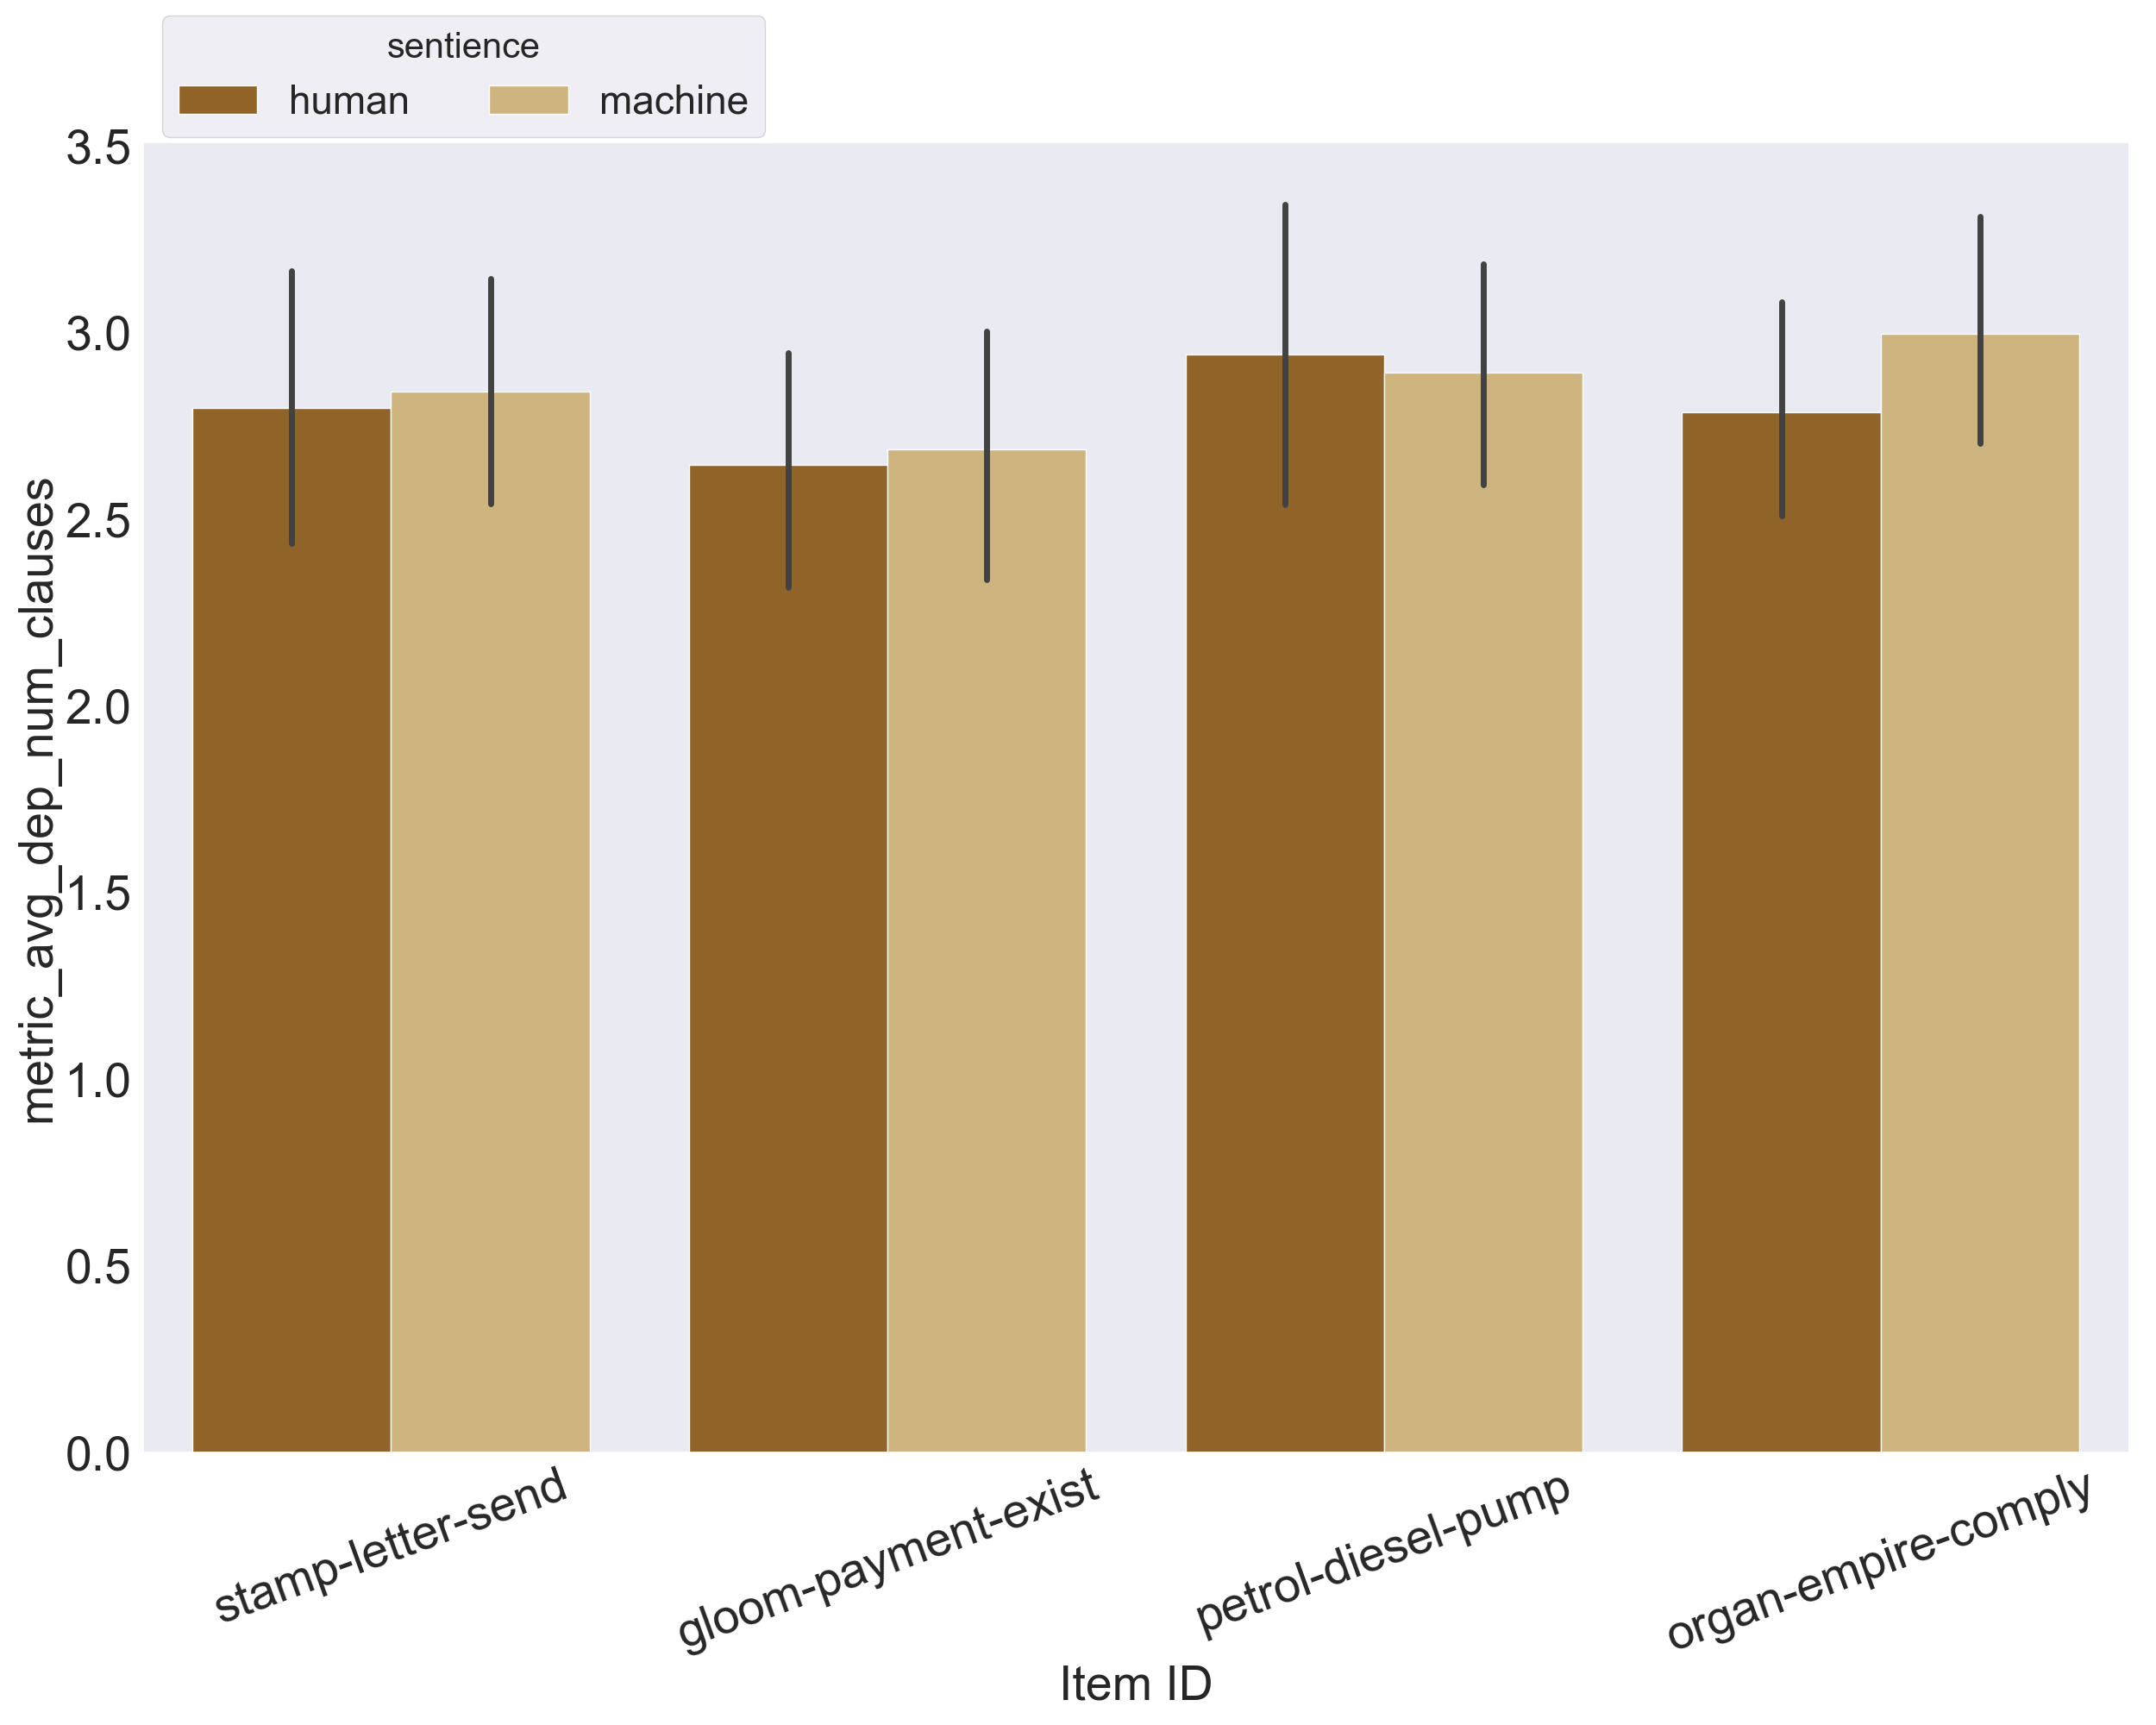 sentience
human machine
3.5
3.0
2.5
2.0
1.5
1.0
0.5
0.0
metric_avg_dep_num_clauses
stamp-letter-send
gloom-payment-exist
petrol-diesel-pump
organ-empire-comply
Item ID